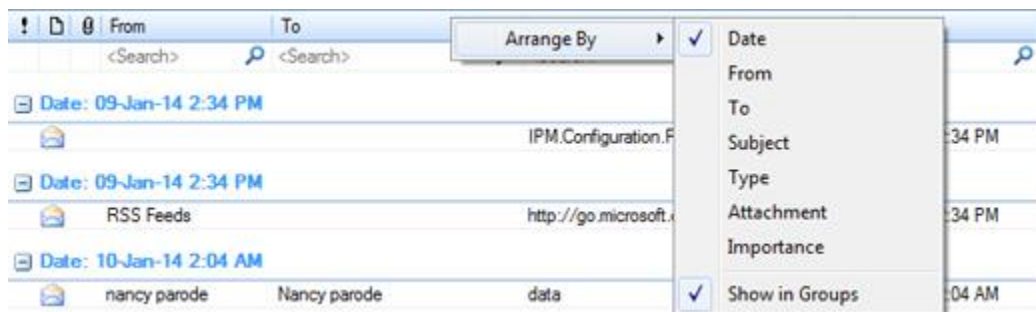 ! From To Arrange By Date
<Search> <Search> From
To
Date: 09-Jan-14 2:34 PM
IPM.Configuration.F Subject :34 PM
Type
Date: 09-Jan-14 2:34 PM
RSS Feeds http://go.microsoft. Attachment :34 PM
Importance
Date: 10-Jan-14 2:04 AM
nancy parode Nancy parode data Show in Groups :04 AM